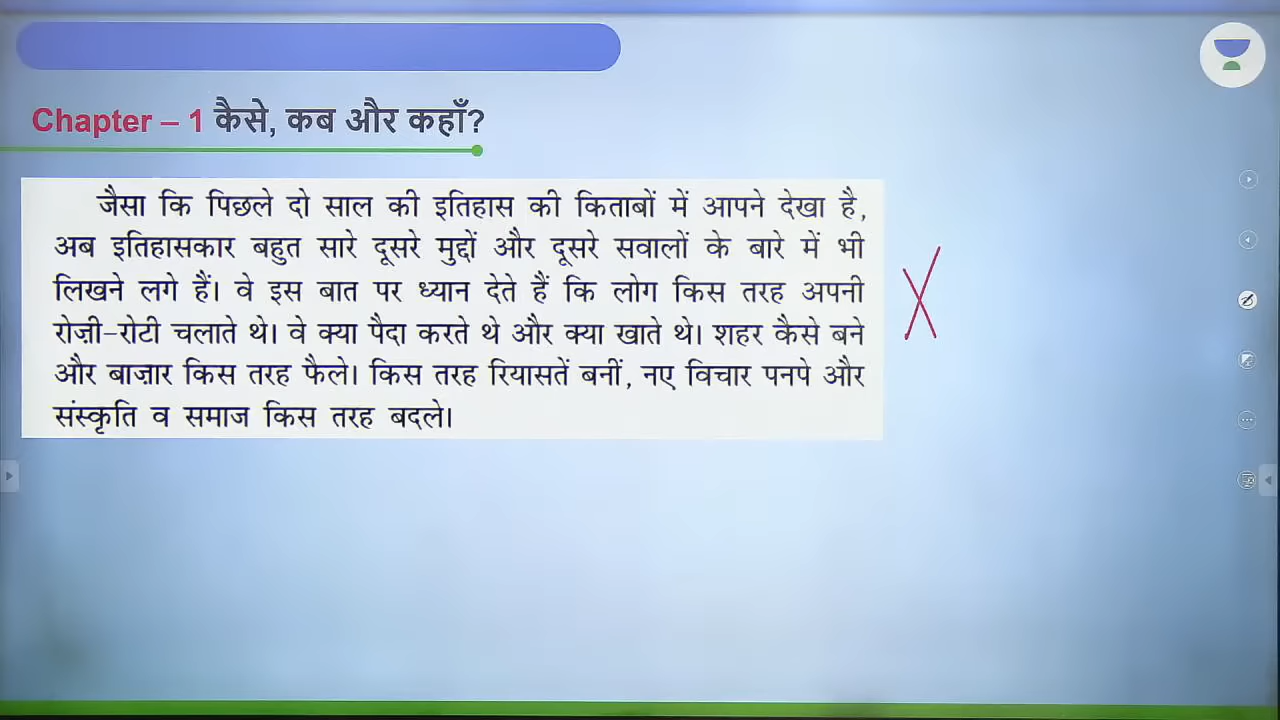 Chapter – 1 कैसे, कब और कहाँ?
जैसा कि पिछले दो साल की इतिहास की किताबों में आपने देखा है,
अब इतिहासकार बहुत सारे दूसरे मुद्दों और दूसरे सवालों के बारे में भी
लिखने लगे हैं। वे इस बात पर ध्यान देते हैं कि लोग किस तरह अपनी
रोज़ी-रोटी चलाते थे। वे क्या पैदा करते थे और क्या खाते थे। शहर कैसे बने
और बाज़ार किस तरह फैले। किस तरह रियासतें बनीं, नए विचार पनपे और
संस्कृति व समाज किस तरह बदले।